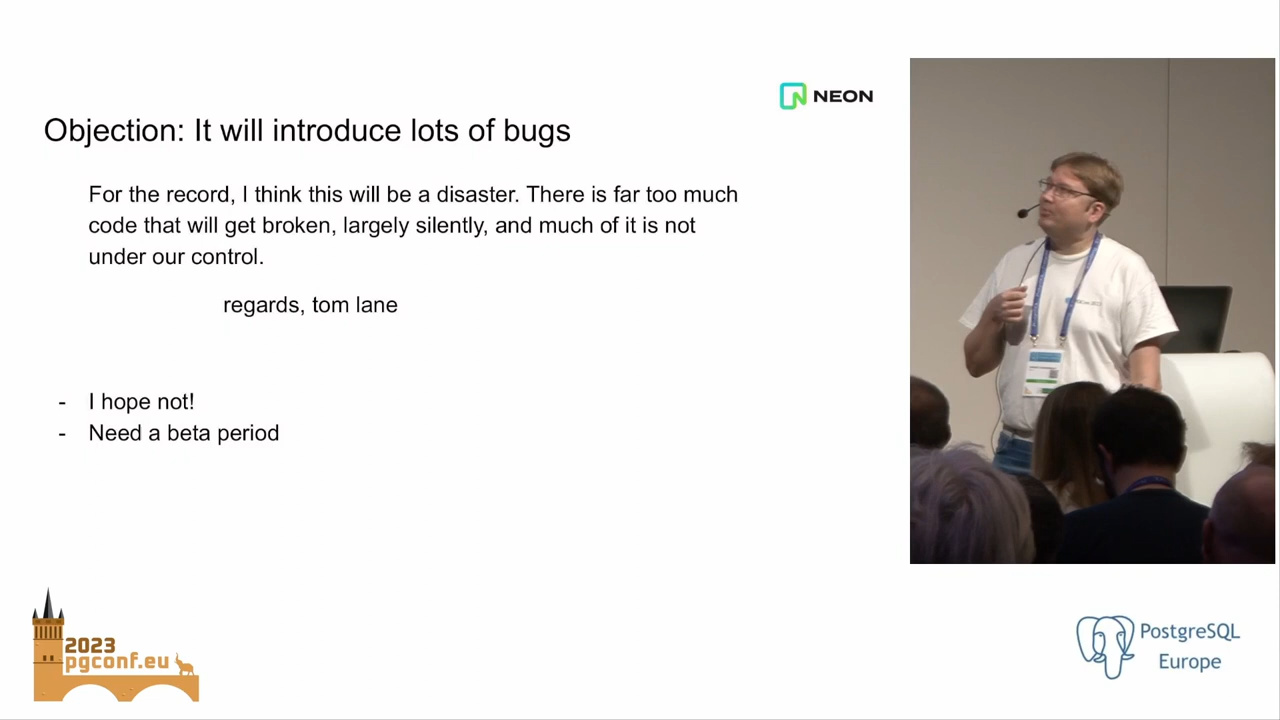 NEON
Objection: It will introduce lots of bugs
For the record, I think this will be a disaster. There is far too much
code that will get broken, largely silently, and much of it is not
under our control.
regards, tom lane
- I hope not!
- Need a beta period
2023
pgconf.eu
PostgreSQL
Europe